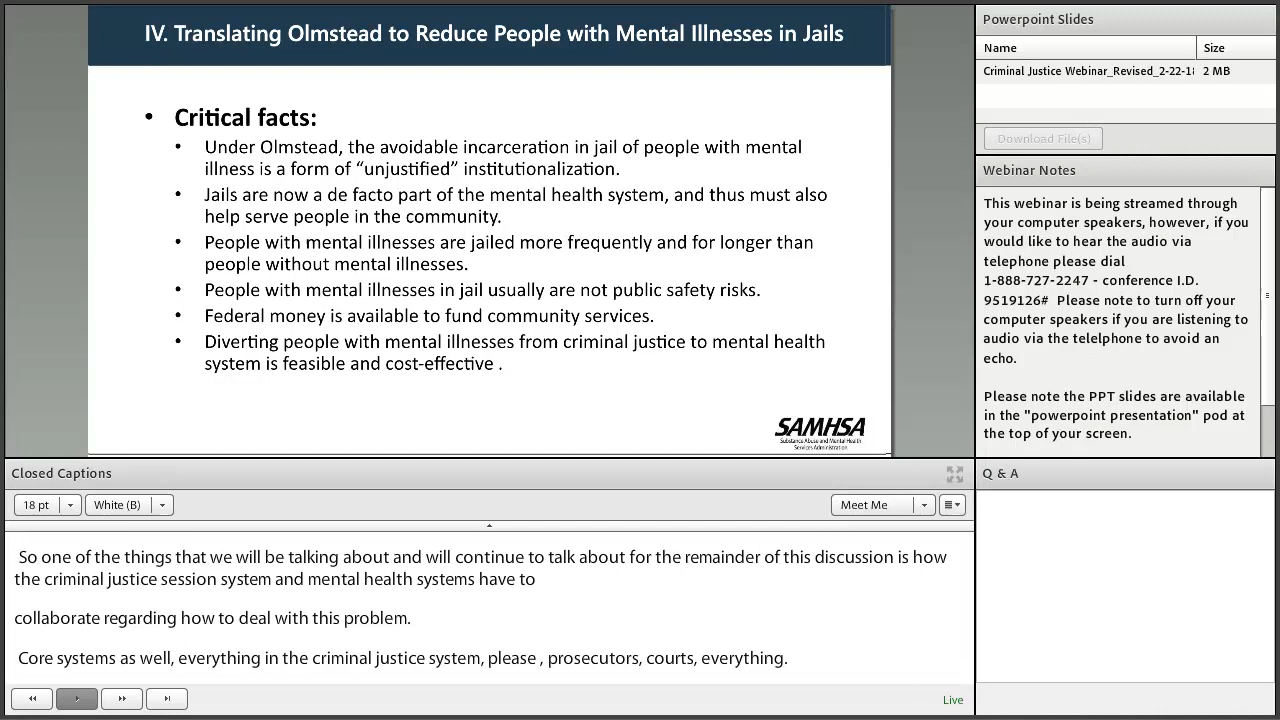 IV. Translating Olmstead to Reduce People with Mental Illnesses in Jails
• Critical facts:
• Under Olmstead, the avoidable incarceration in jail of people with mental
illness is a form of “unjustified” institutionalization.
• Jails are now a de facto part of the mental health system, and thus must also
help serve people in the community.
• People with mental illnesses are jailed more frequently and for longer than
people without mental illnesses.
• People with mental illnesses in jail usually are not public safety risks.
• Federal money is available to fund community services.
• Diverting people with mental illnesses from criminal justice to mental health
system is feasible and cost-effective .
SAMHSA
Substance Abuse and Mental Health
Services Administration
Powerpoint Slides
Name Size
Criminal Justice Webinar_Revised_2-22-1 2 MB
Download File(s)
Webinar Notes
This webinar is being streamed through
your computer speakers, however, if you
would like to hear the audio via
telephone please dial
1-888-727-2247 - conference I.D.
9519126# Please note to turn off your
computer speakers if you are listening to
audio via the telelphone to avoid an
echo.
Please note the PPT slides are available
in the "powerpoint presentation" pod at
the top of your screen.
Closed Captions
18 pt White (B) Meet Me
So one of the things that we will be talking about and will continue to talk about for the remainder of this discussion is how
the criminal justice session system and mental health systems have to
collaborate regarding how to deal with this problem.
Core systems as well, everything in the criminal justice system, please , prosecutors, courts, everything.
Live
Q & A